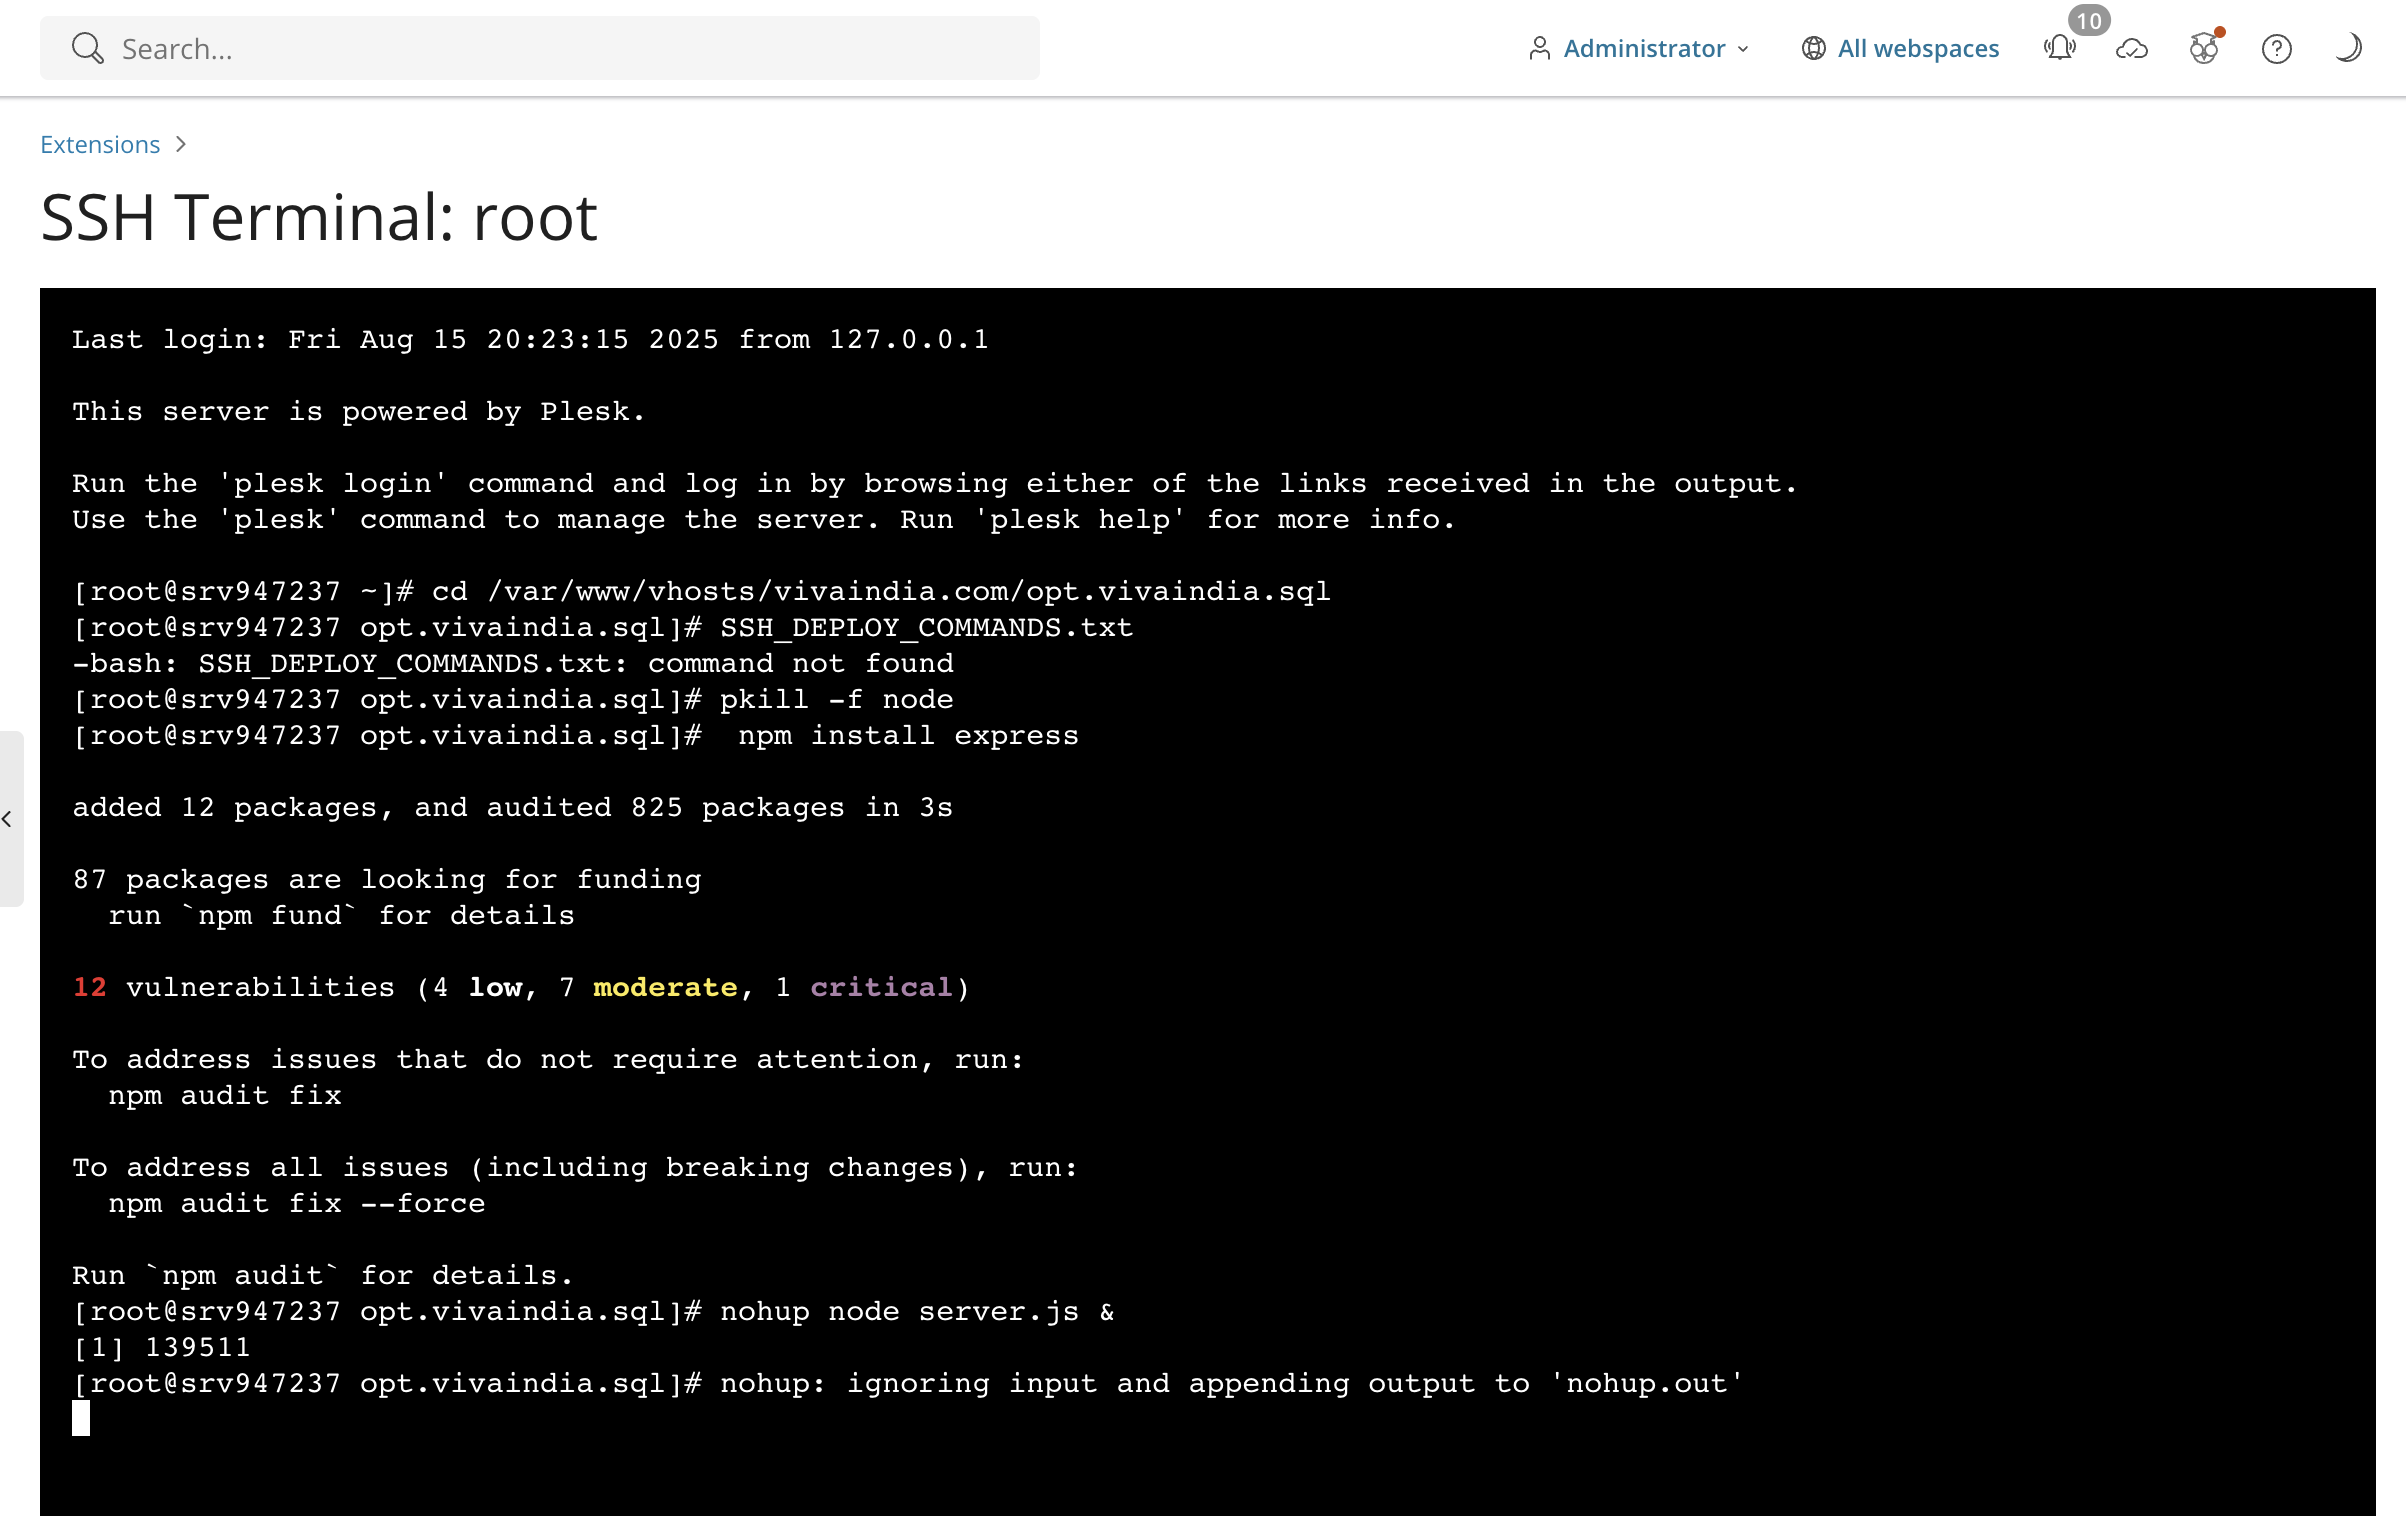 Search...
Administrator
All webspaces
10
Extensions
SSH Terminal: root
Last login: Fri Aug 15 20:23:15 2025 from 127.0.0.1
This server is powered by Plesk.
Run the 'plesk login' command and log in by browsing either of the links received in the output.
Use the 'plesk' command to manage the server. Run 'plesk help' for more info.
[root@srv947237 ~]# cd /var/www/vhosts/vivaindia.com/opt.vivaindia.sql
[root@srv947237 opt.vivaindia.sql]# SSH_DEPLOY_COMMANDS.txt
-bash: SSH_DEPLOY_COMMANDS.txt: command not found
[root@srv947237 opt.vivaindia.sql]# pkill -f node
[root@srv947237 opt.vivaindia.sql]#  npm install express
added 12 packages, and audited 825 packages in 3s
87 packages are looking for funding
  run `npm fund` for details
12 vulnerabilities (4 low, 7 moderate, 1 critical)
To address issues that do not require attention, run:
  npm audit fix
To address all issues (including breaking changes), run:
  npm audit fix --force
Run `npm audit` for details.
[root@srv947237 opt.vivaindia.sql]# nohup node server.js &
[1] 139511
[root@srv947237 opt.vivaindia.sql]# nohup: ignoring input and appending output to 'nohup.out'